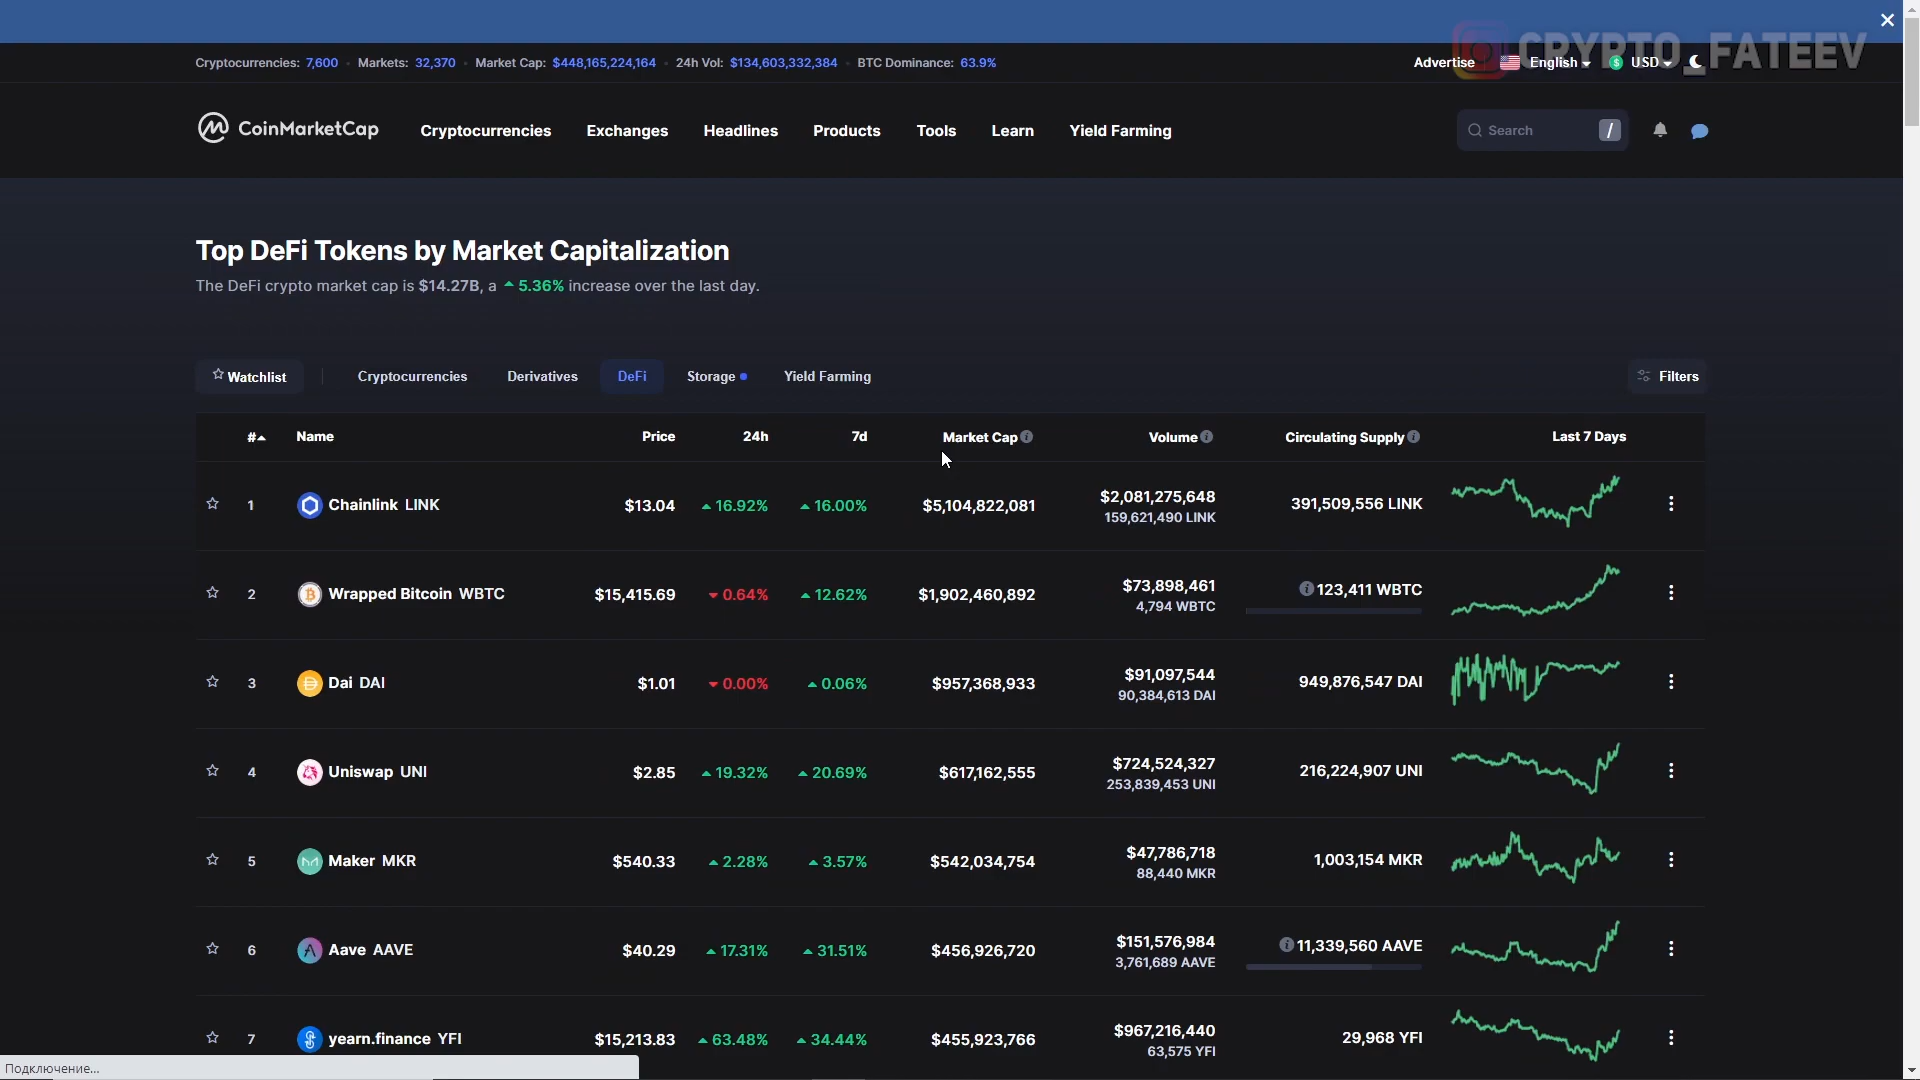 CRYPTO_FATEEV
Cryptocurrencies: 7,600 Markets: 32,370 Market Cap: $448,165,224,164 24h Vol: $134,603,332,384 BTC Dominance: 63.9% Advertise English USD
CoinMarketCap Cryptocurrencies Exchanges Headlines Products Tools Learn Yield Farming Search /
Top DeFi Tokens by Market Capitalization
The DeFi crypto market cap is $14.27B, a 5.36% increase over the last day.
Watchlist Cryptocurrencies Derivatives DeFi Storage Yield Farming Filters
# Name Price 24h 7d Market Cap Volume Circulating Supply Last 7 Days
1 Chainlink LINK $13.04 16.92% 16.00% $5,104,822,081 $2,081,275,648 391,509,556 LINK
159,621,490 LINK
2 Wrapped Bitcoin WBTC $15,415.69 0.64% 12.62% $1,902,460,892 $73,898,461 123,411 WBTC
4,794 WBTC
3 Dai DAI $1.01 0.00% 0.06% $957,368,933 $91,097,544 949,876,547 DAI
90,384,613 DAI
4 Uniswap UNI $2.85 19.32% 20.69% $617,162,555 $724,524,327 216,224,907 UNI
253,839,453 UNI
5 Maker MKR $540.33 2.28% 3.57% $542,034,754 $47,786,718 1,003,154 MKR
88,440 MKR
6 Aave AAVE $40.29 17.31% 31.51% $456,926,720 $151,576,984 11,339,560 AAVE
3,761,689 AAVE
7 yearn.finance YFI $15,213.83 63.48% 34.44% $455,923,766 $967,216,440 29,968 YFI
63,575 YFI
Подключение...